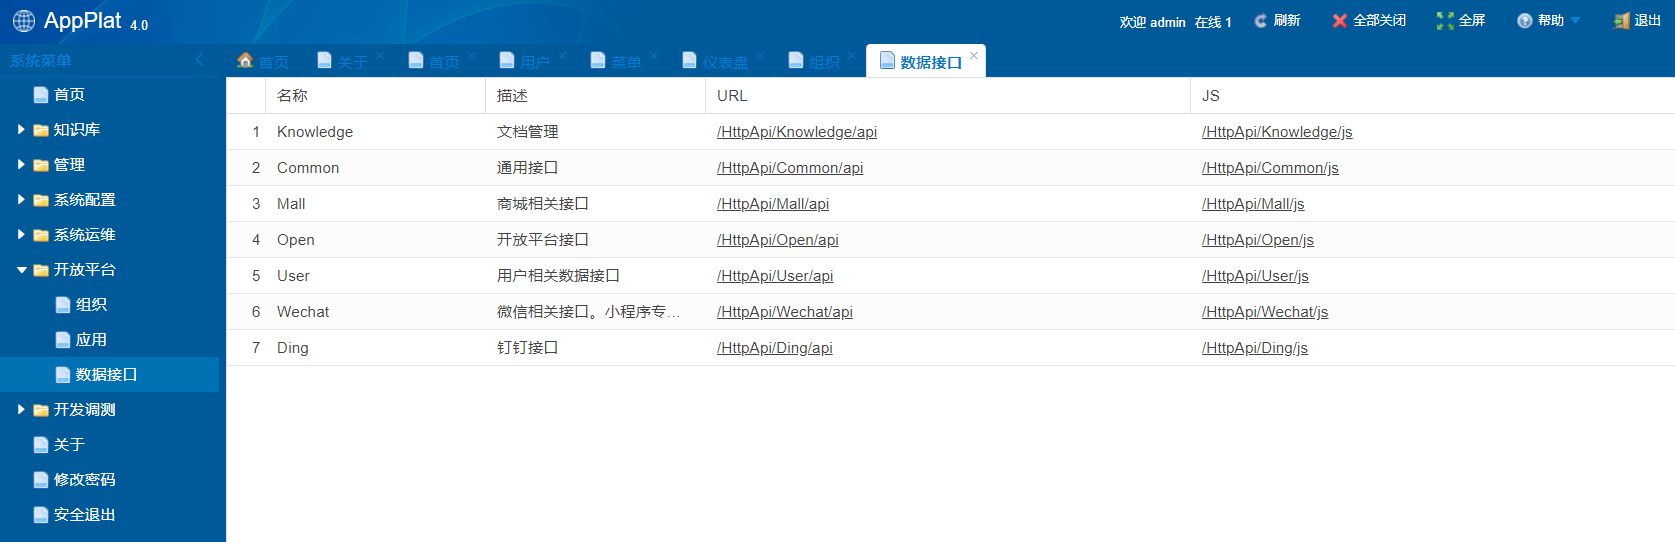 AppPlat 4.0
欢迎 admin 在线 1 刷新 全部关闭 全屏 帮助 退出
系统菜单
首页 关于 首页 用户 菜单 仪表盘 组织 数据接口
首页
知识库
管理
系统配置
系统运维
开放平台
组织
应用
数据接口
开发调测
关于
修改密码
安全退出
名称 描述 URL JS
1 Knowledge 文档管理 /HttpApi/Knowledge/api /HttpApi/Knowledge/js
2 Common 通用接口 /HttpApi/Common/api /HttpApi/Common/js
3 Mall 商城相关接口 /HttpApi/Mall/api /HttpApi/Mall/js
4 Open 开放平台接口 /HttpApi/Open/api /HttpApi/Open/js
5 User 用户相关数据接口 /HttpApi/User/api /HttpApi/User/js
6 Wechat 微信相关接口。小程序专... /HttpApi/Wechat/api /HttpApi/Wechat/js
7 Ding 钉钉接口 /HttpApi/Ding/api /HttpApi/Ding/js